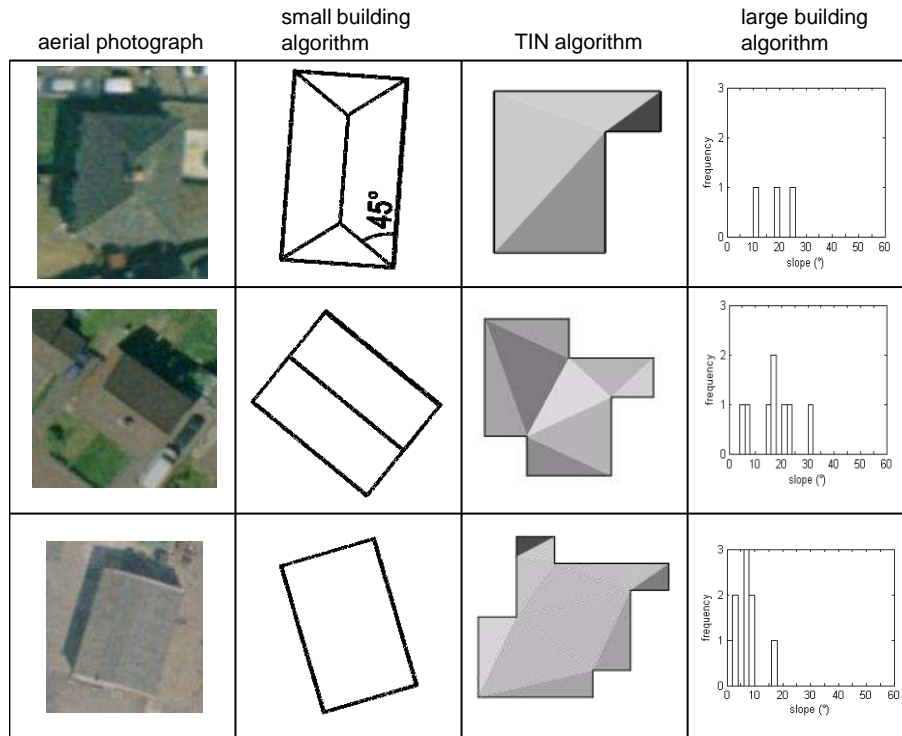 aerial photograph
small building
algorithm
TIN algorithm
large building
algorithm
45°
3
2
1
0
frequency
0 10 20 30 40 50 60
slope (°)
3
2
1
0
frequency
0 10 20 30 40 50 60
slope (°)
3
2
1
0
frequency
0 10 20 30 40 50 60
slope (°)